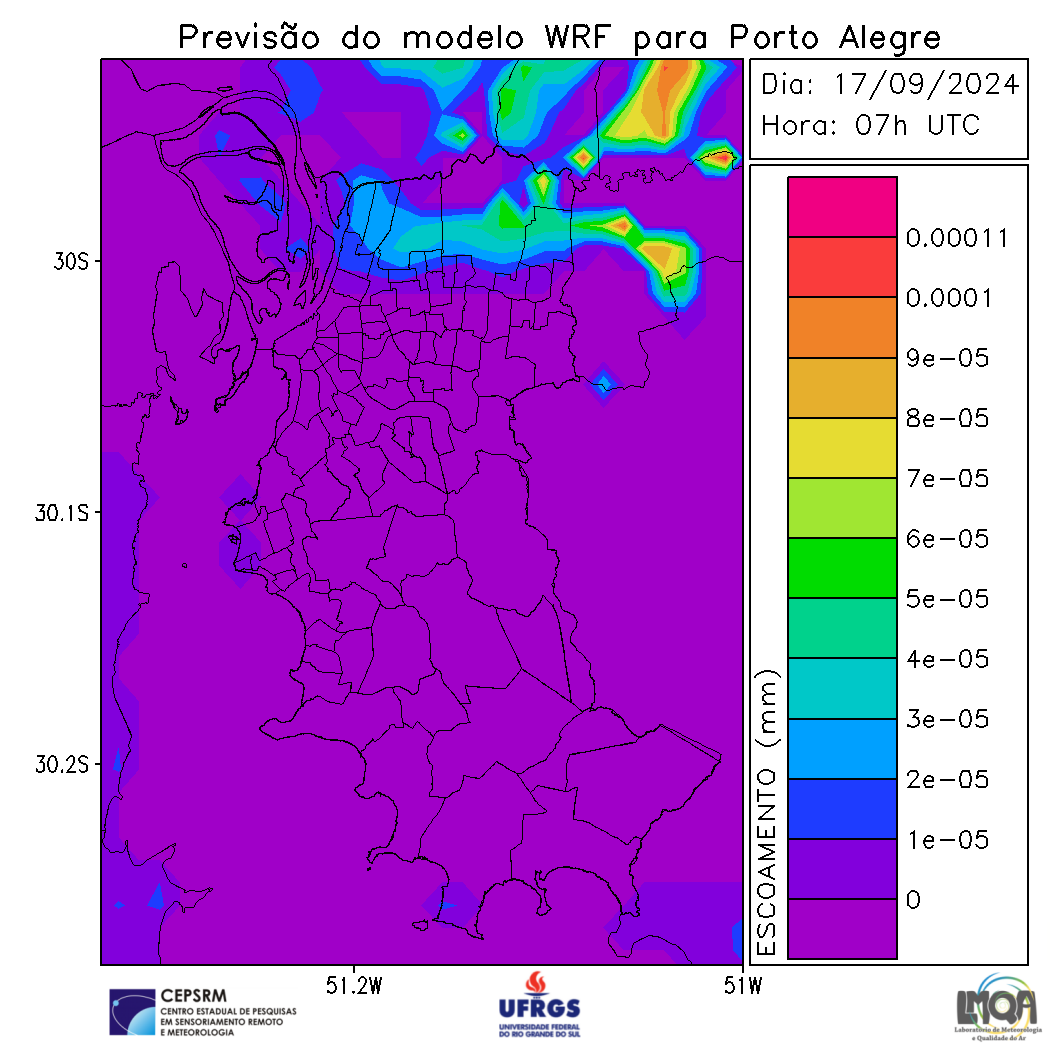 Previsão do modelo WRF para Porto Alegre
Dia: 17/09/2024
Hora: 07h UTC
30S
30.1S
30.2S
51.2W
51W
ESCOAMENTO (mm)
0.00011
0.0001
9e-05
8e-05
7e-05
6e-05
5e-05
4e-05
3e-05
2e-05
1e-05
0
CEPSRM
CENTRO ESTADUAL DE PESQUISAS
EM SENSORIAMENTO REMOTO
E METEOROLOGIA
UFRGS
UNIVERSIDADE FEDERAL
DO RIO GRANDE DO SUL
LMQA
Laboratório de Meteorologia
e Qualidade do Ar